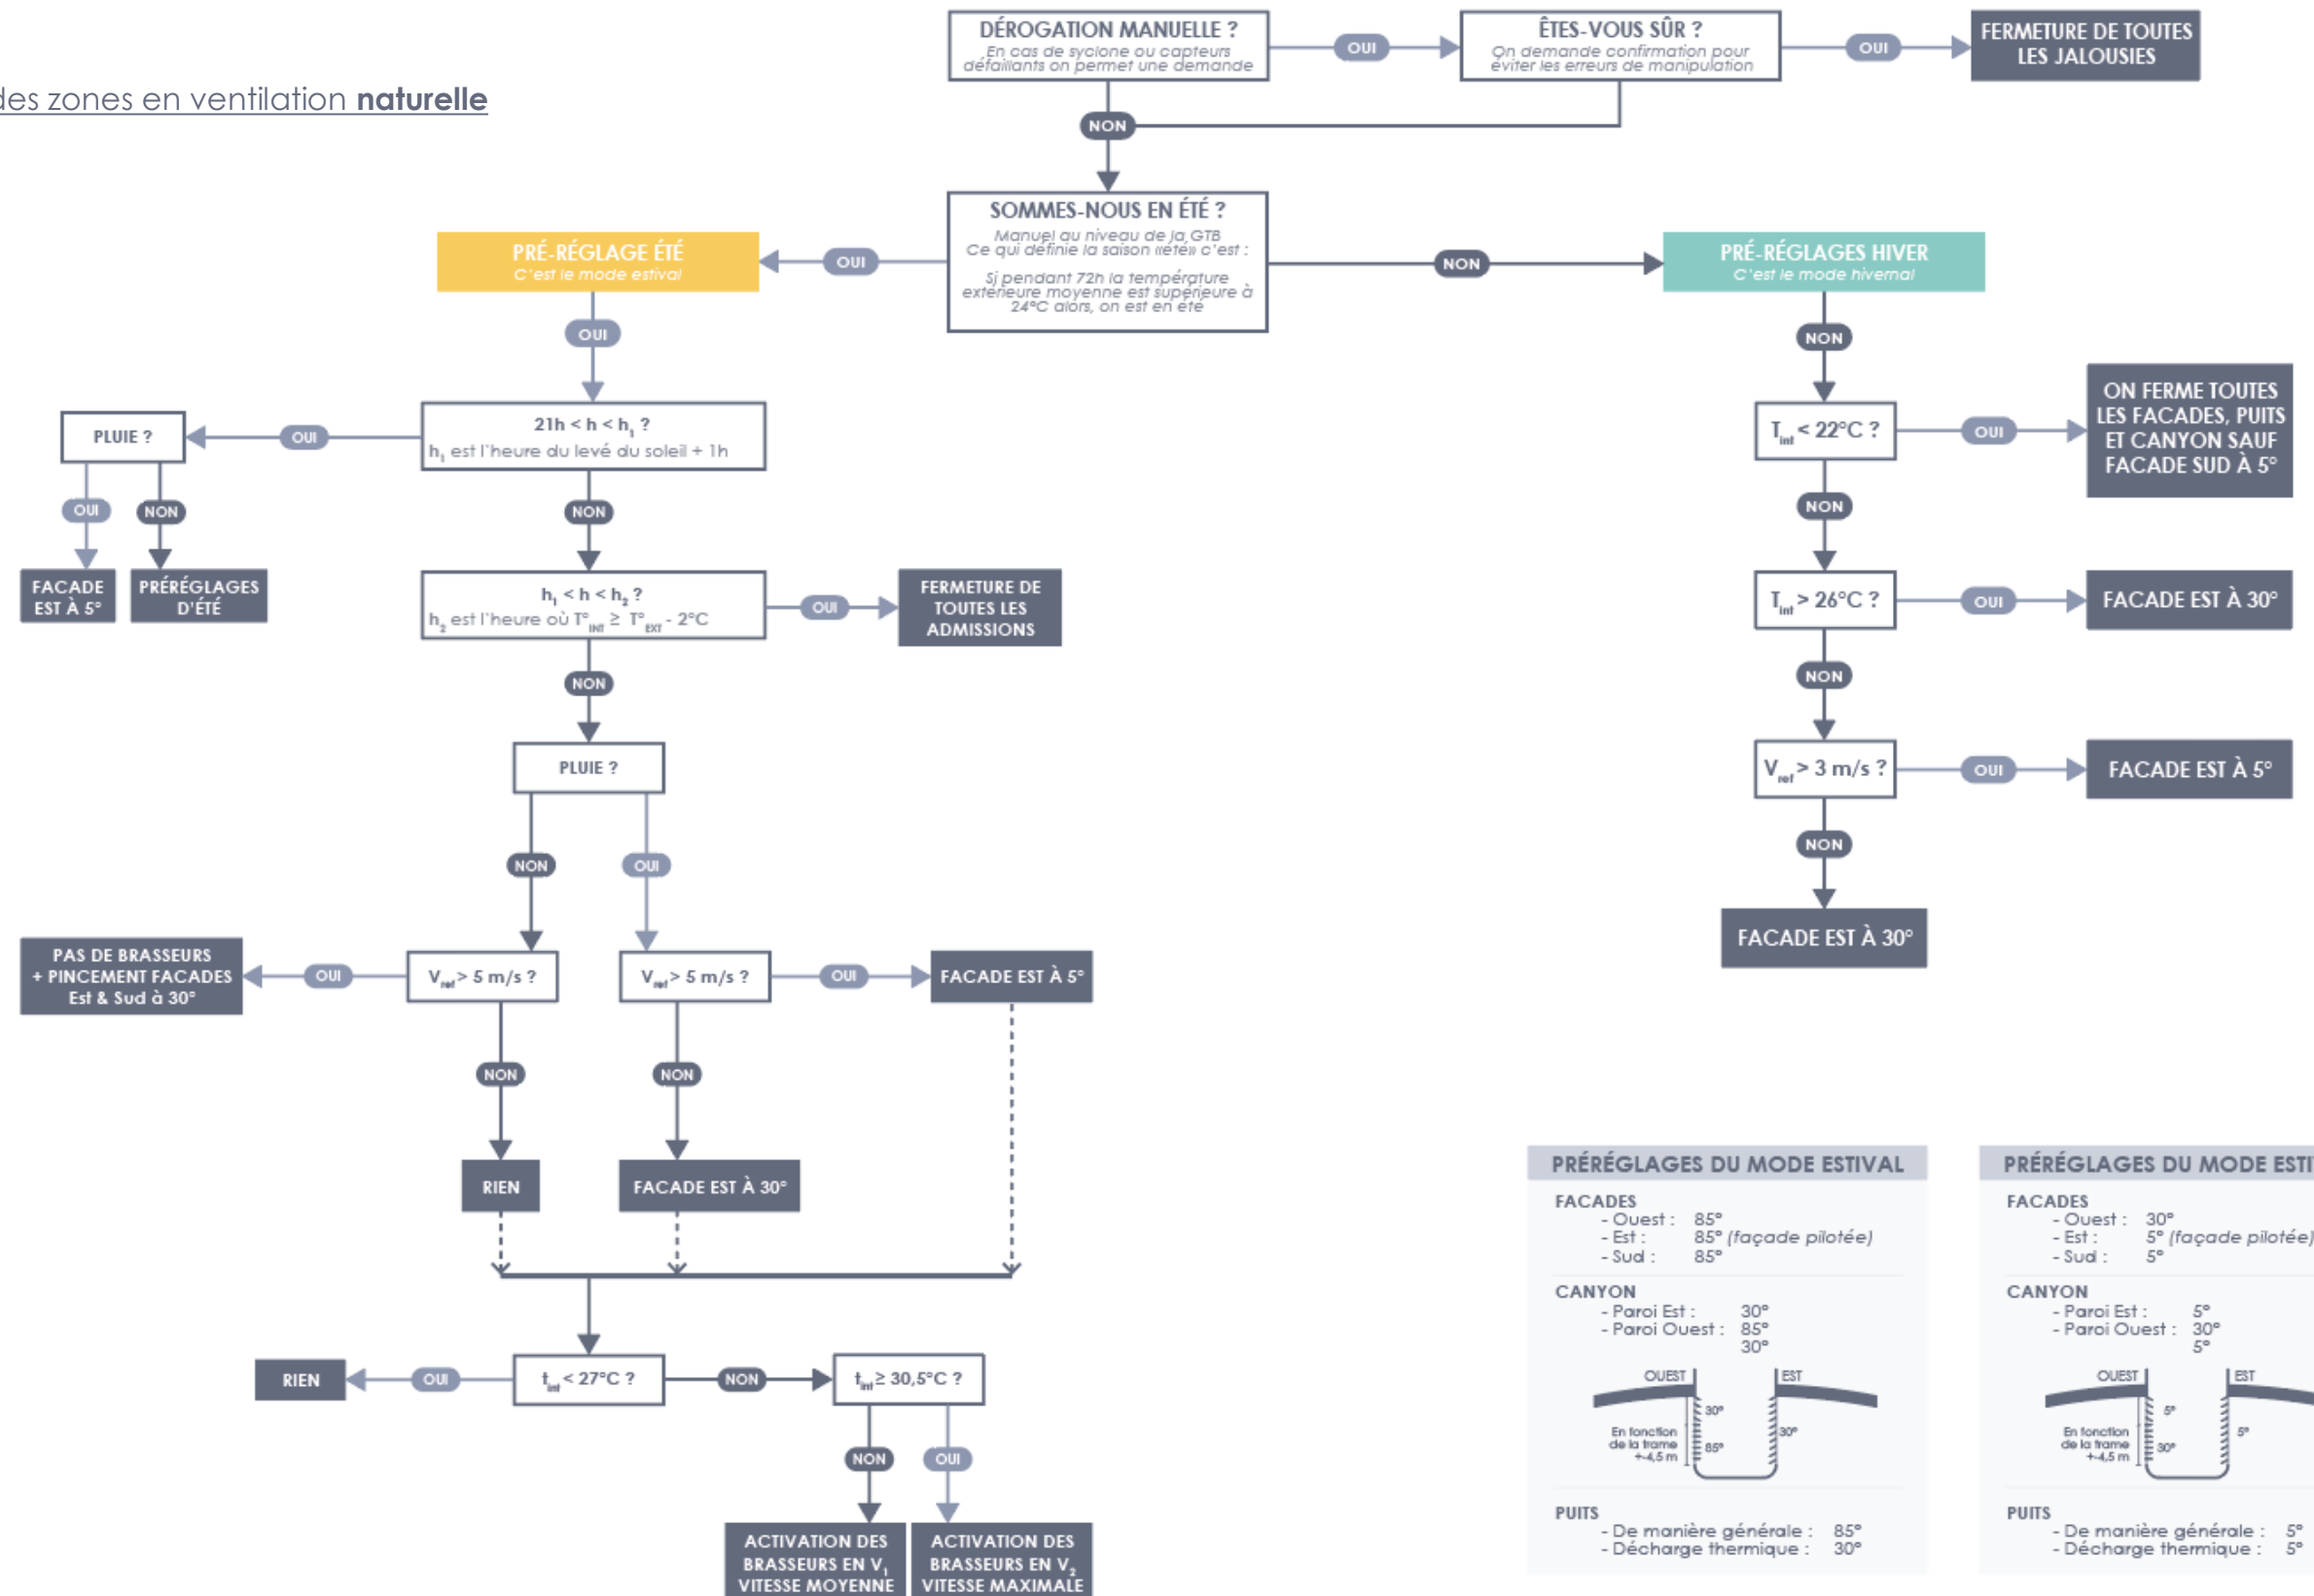 des zones en ventilation naturelle
DÉROGATION MANUELLE ?
En cas de syclone ou capteurs
défaillants on permet une demande
OUI
ÊTES-VOUS SÛR ?
On demande confirmation pour
éviter les erreurs de manipulation
OUI
FERMETURE DE TOUTES
LES JALOUSIES
NON
SOMMES-NOUS EN ÉTÉ ?
Manuel au niveau de la GTB
Ce qui définie la saison «été» c'est :
Si pendant 72h la température
extérieure moyenne est supérieure à
24°C alors, on est en été
OUI
PRÉ-RÉGLAGE ÉTÉ
C'est le mode estival
NON
PRÉ-RÉGLAGES HIVER
C'est le mode hivernal
OUI
21h < h < h1 ?
h1 est l'heure du levé du soleil + 1h
OUI
PLUIE ?
OUI
NON
FACADE
EST À 5°
PRÉRÉGLAGES
D'ÉTÉ
NON
h1 < h < h2 ?
h2 est l'heure où T°INT ≥ T°EXT - 2°C
OUI
FERMETURE DE
TOUTES LES
ADMISSIONS
NON
PLUIE ?
NON
OUI
Vref > 5 m/s ?
OUI
PAS DE BRASSEURS
+ PINCEMENT FACADES
Est & Sud à 30°
Vref > 5 m/s ?
OUI
FACADE EST À 5°
NON
NON
RIEN
FACADE EST À 30°
tint < 27°C ?
OUI
RIEN
NON
tint ≥ 30,5°C ?
NON
OUI
ACTIVATION DES
BRASSEURS EN V1
VITESSE MOYENNE
ACTIVATION DES
BRASSEURS EN V2
VITESSE MAXIMALE
NON
Tint < 22°C ?
OUI
ON FERME TOUTES
LES FACADES, PUITS
ET CANYON SAUF
FACADE SUD À 5°
NON
Tint > 26°C ?
OUI
FACADE EST À 30°
NON
Vref > 3 m/s ?
OUI
FACADE EST À 5°
NON
FACADE EST À 30°
PRÉRÉGLAGES DU MODE ESTIVAL
FACADES
- Ouest : 85°
- Est : 85° (façade pilotée)
- Sud : 85°
CANYON
- Paroi Est : 30°
- Paroi Ouest : 85°
30°
OUEST
EST
30°
En fonction
de la trame
+-4,5 m
85°
30°
PUITS
- De manière générale : 85°
- Décharge thermique : 30°
PRÉRÉGLAGES DU MODE ESTI
FACADES
- Ouest : 30°
- Est : 5° (façade pilotée)
- Sud : 5°
CANYON
- Paroi Est : 5°
- Paroi Ouest : 30°
5°
OUEST
EST
5°
En fonction
de la trame
+-4,5 m
30°
5°
PUITS
- De manière générale : 5°
- Décharge thermique : 5°